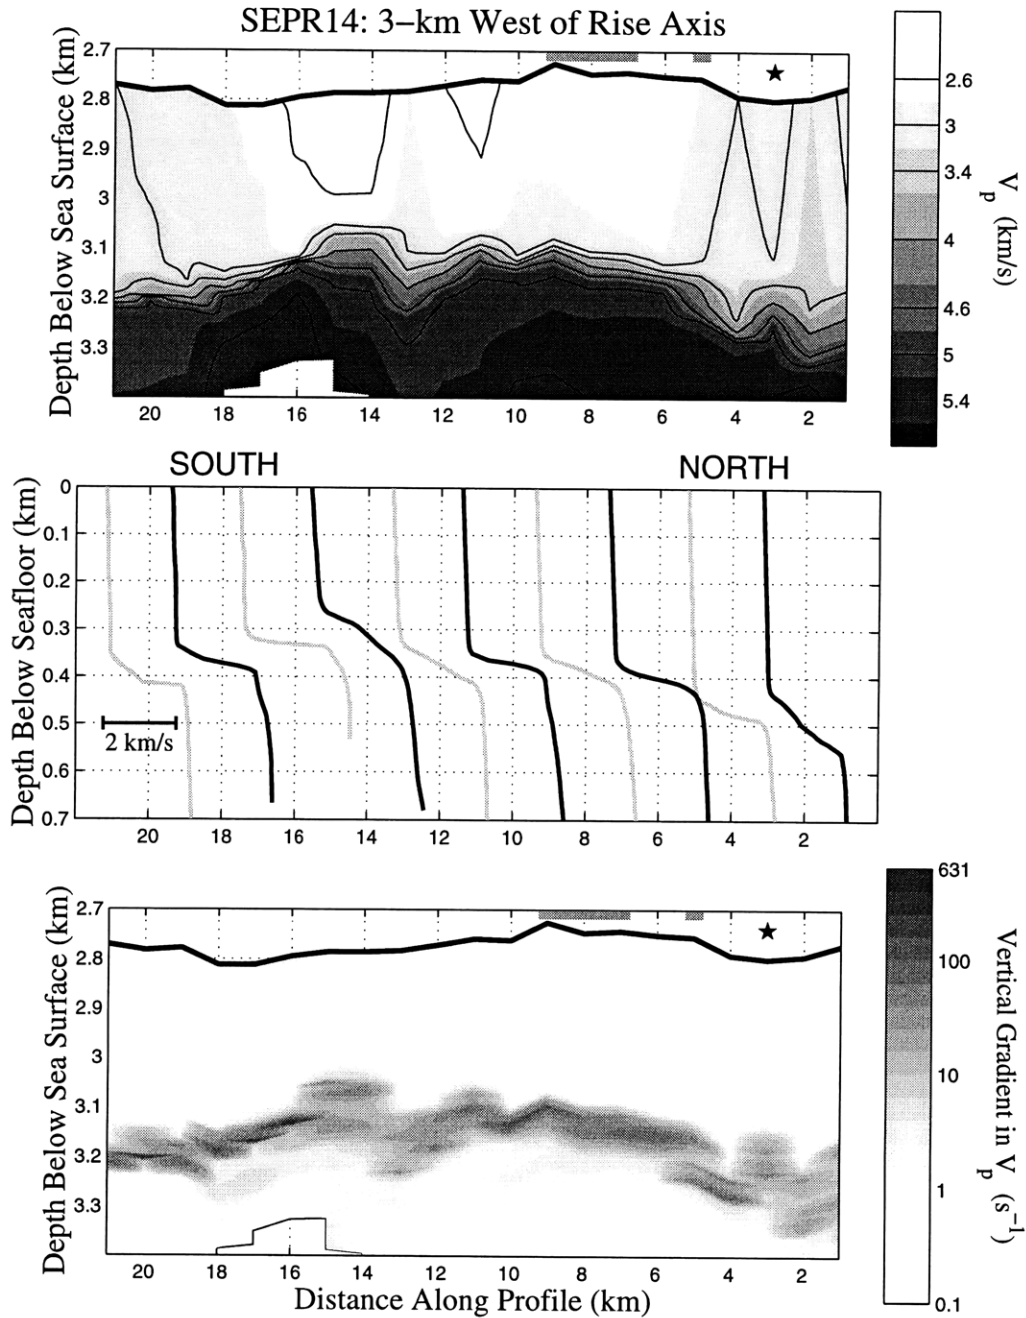 SEPR14: 3-km West of Rise Axis
Depth Below Sea Surface (km)
2.7
2.8
2.9
3
3.1
3.2
3.3
20 18 16 14 12 10 8 6 4 2
2.6
3
3.4
4
4.6
5
5.4
Vp (km/s)
SOUTH NORTH
Depth Below Seafloor (km)
0
0.1
0.2
0.3
0.4
0.5
0.6
0.7
2 km/s
20 18 16 14 12 10 8 6 4 2
Depth Below Sea Surface (km)
2.7
2.8
2.9
3
3.1
3.2
3.3
20 18 16 14 12 10 8 6 4 2
Distance Along Profile (km)
631
100
10
1
0.1
Vertical Gradient in Vp (s⁻¹)